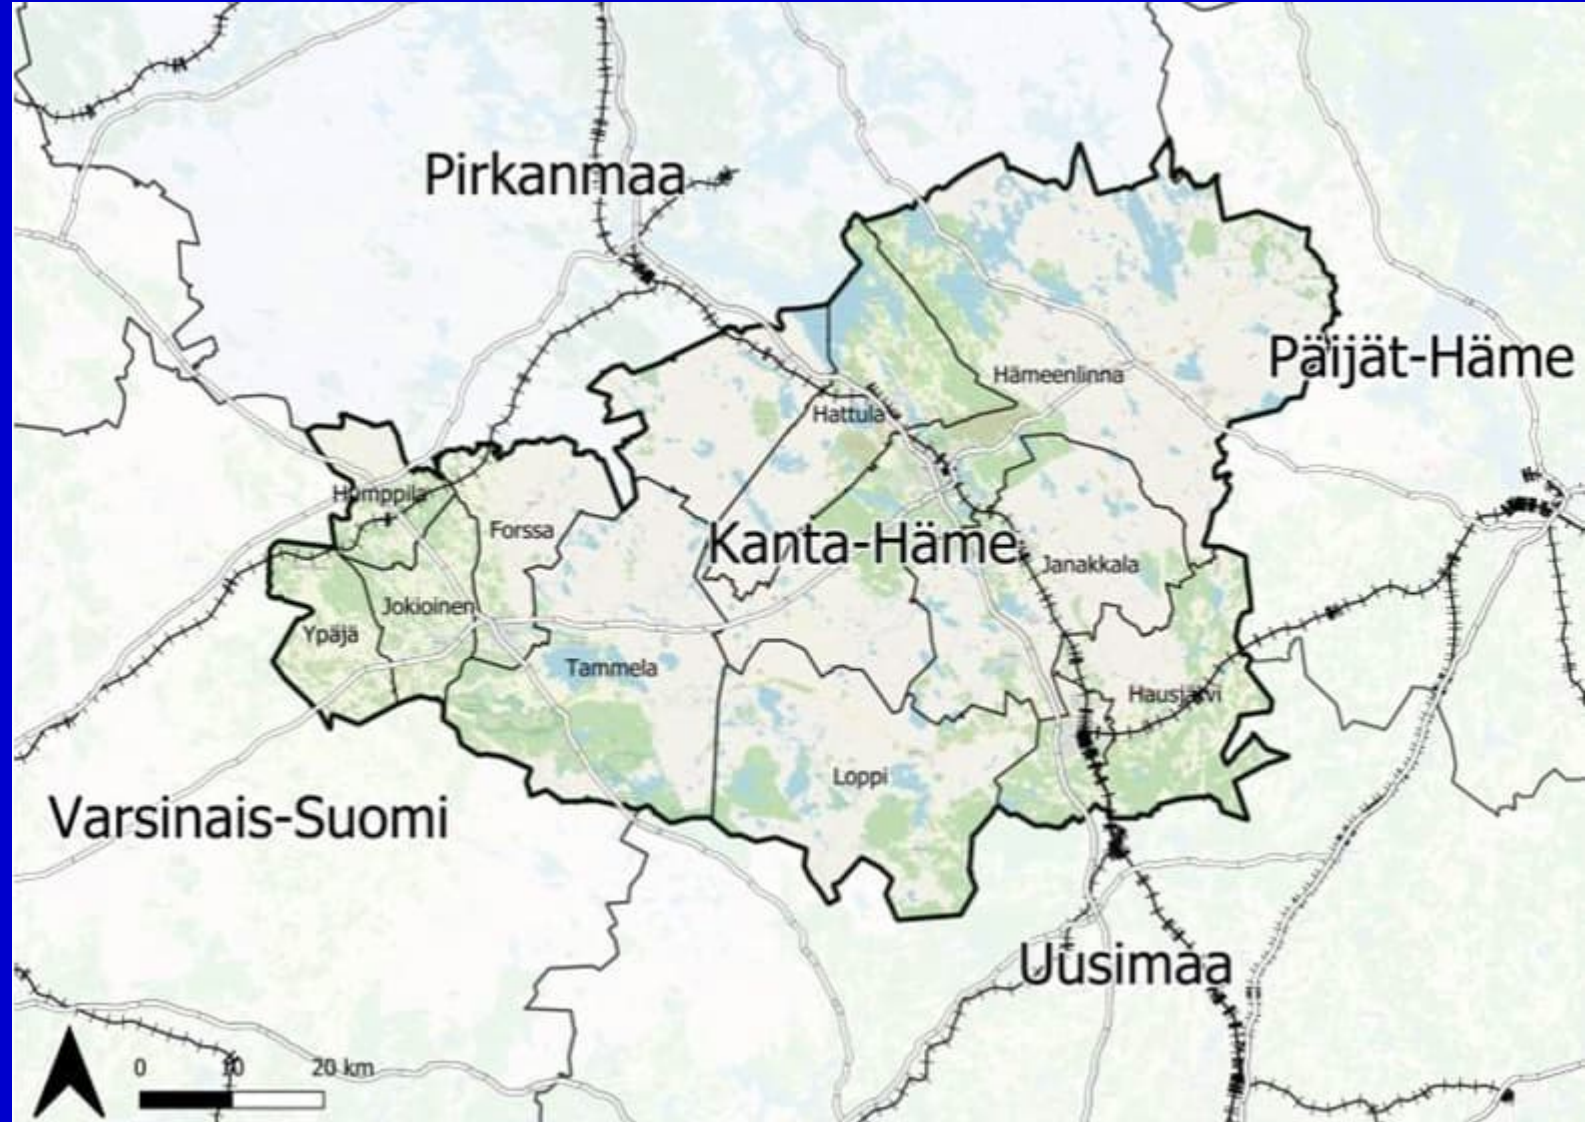 Pirkanmaa
Päijät-Häme
Hämeenlinna
Hattula
Humppila
Forssa
Kanta-Häme
Janakkala
Jokioinen
Ypäjä
Tammela
Hausjärvi
Loppi
Varsinais-Suomi
Uusimaa
0 10 20 km